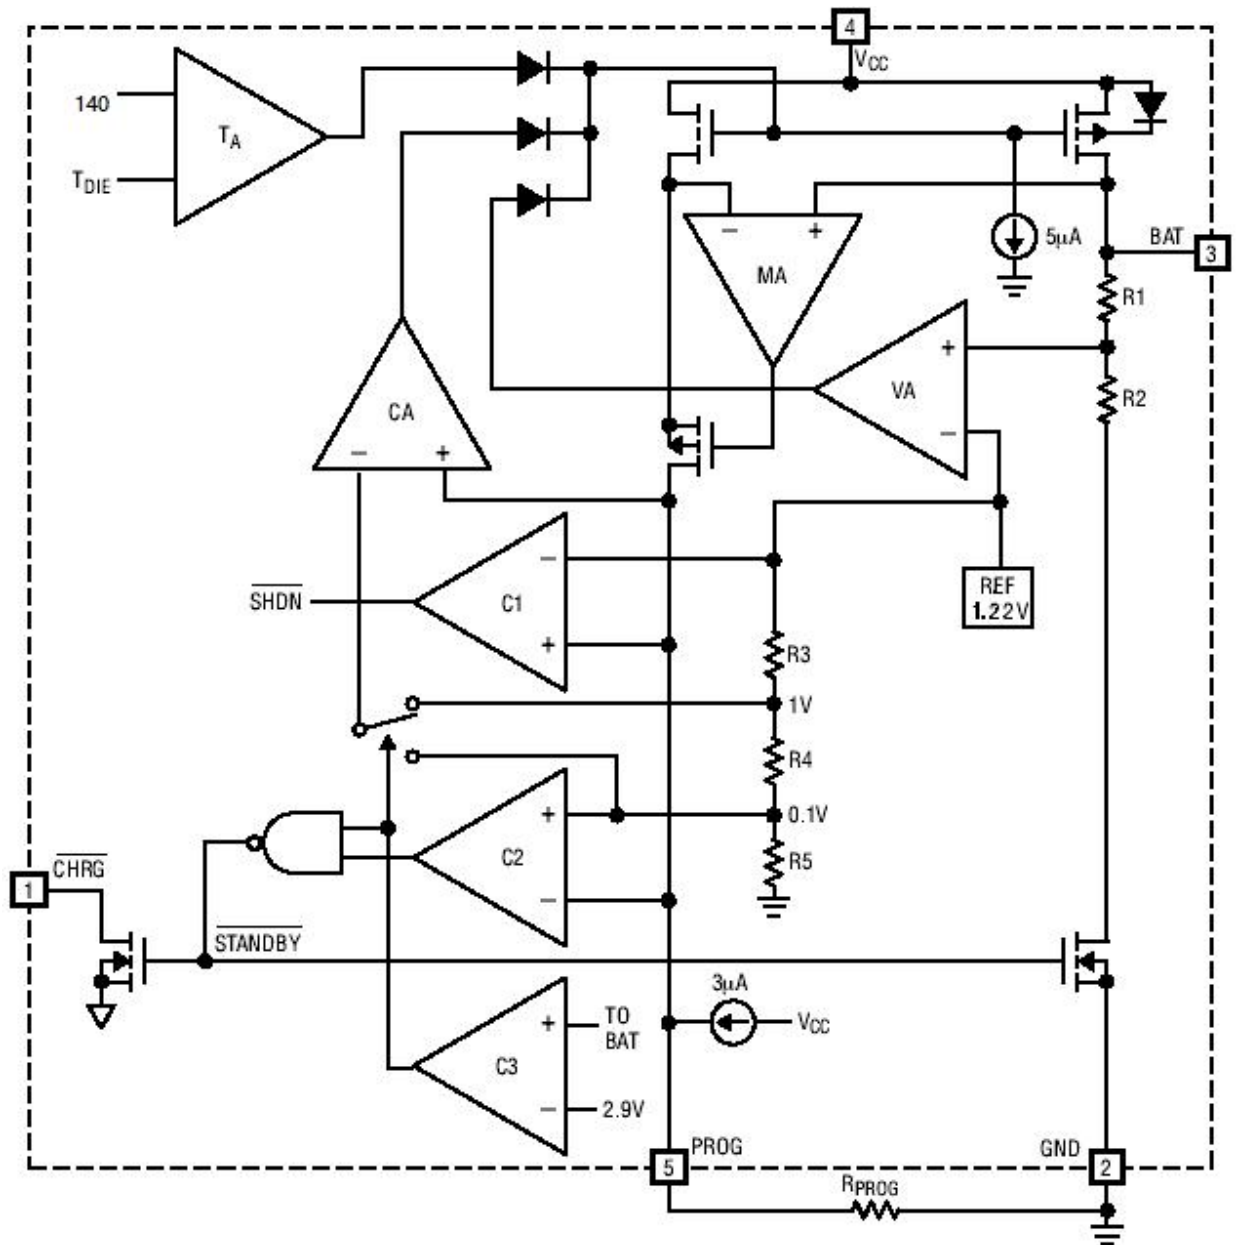 4
VCC
140
TA
TDIE
− +
MA
5μA
BAT
3
R1
+
VA
−
R2
CA
− +
−
C1
+
SHDN
REF
1.22V
R3
1V
R4
+
0.1V
C2
R5
−
CHRG
1
STANDBY
3μA
VCC
+
TO
BAT
C3
−
2.9V
PROG
5
GND
2
RPROG